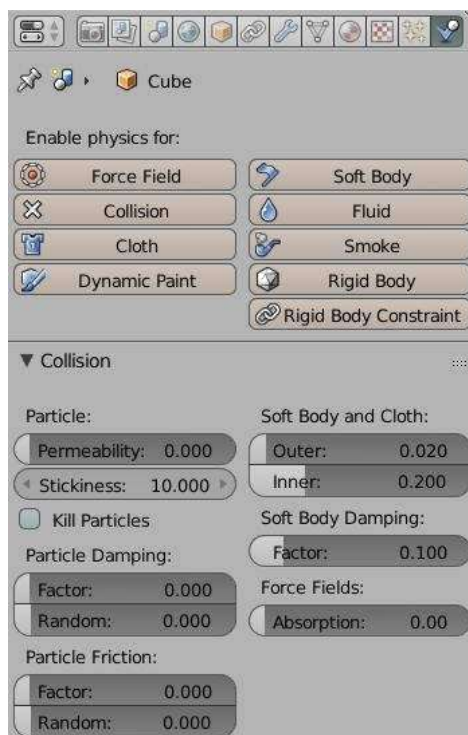 Cube
Enable physics for:
Force Field
Soft Body
Collision
Fluid
Cloth
Smoke
Dynamic Paint
Rigid Body
Rigid Body Constraint
Collision
Particle:
Permeability: 0.000
Stickiness: 10.000
Kill Particles
Particle Damping:
Factor: 0.000
Random: 0.000
Particle Friction:
Factor: 0.000
Random: 0.000
Soft Body and Cloth:
Outer: 0.020
Inner: 0.200
Soft Body Damping:
Factor: 0.100
Force Fields:
Absorption: 0.00